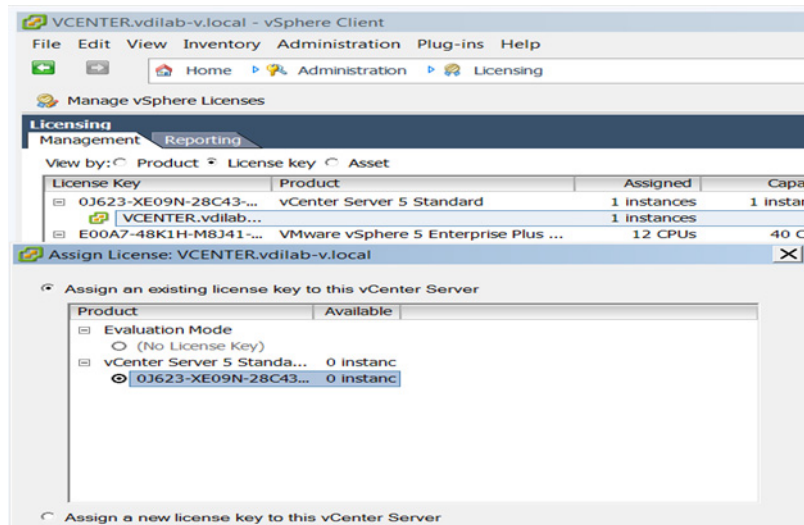 VCENTER.vdilab-v.local - vSphere Client
File Edit View Inventory Administration Plug-ins Help
Home Administration Licensing
Manage vSphere Licenses
Licensing
Management Reporting
View by: Product License key Asset
License Key Product Assigned Capa
0J623-XE09N-28C43-... vCenter Server 5 Standard 1 instances 1 instar
VCENTER.vdilab... 1 instances
E00A7-48K1H-M8J41-... VMware vSphere 5 Enterprise Plus ... 12 CPUs 40 C
Assign License: VCENTER.vdilab-v.local
Assign an existing license key to this vCenter Server
Product Available
Evaluation Mode
(No License Key)
vCenter Server 5 Standa... 0 instanc
0J623-XE09N-28C43... 0 instanc
Assign a new license key to this vCenter Server